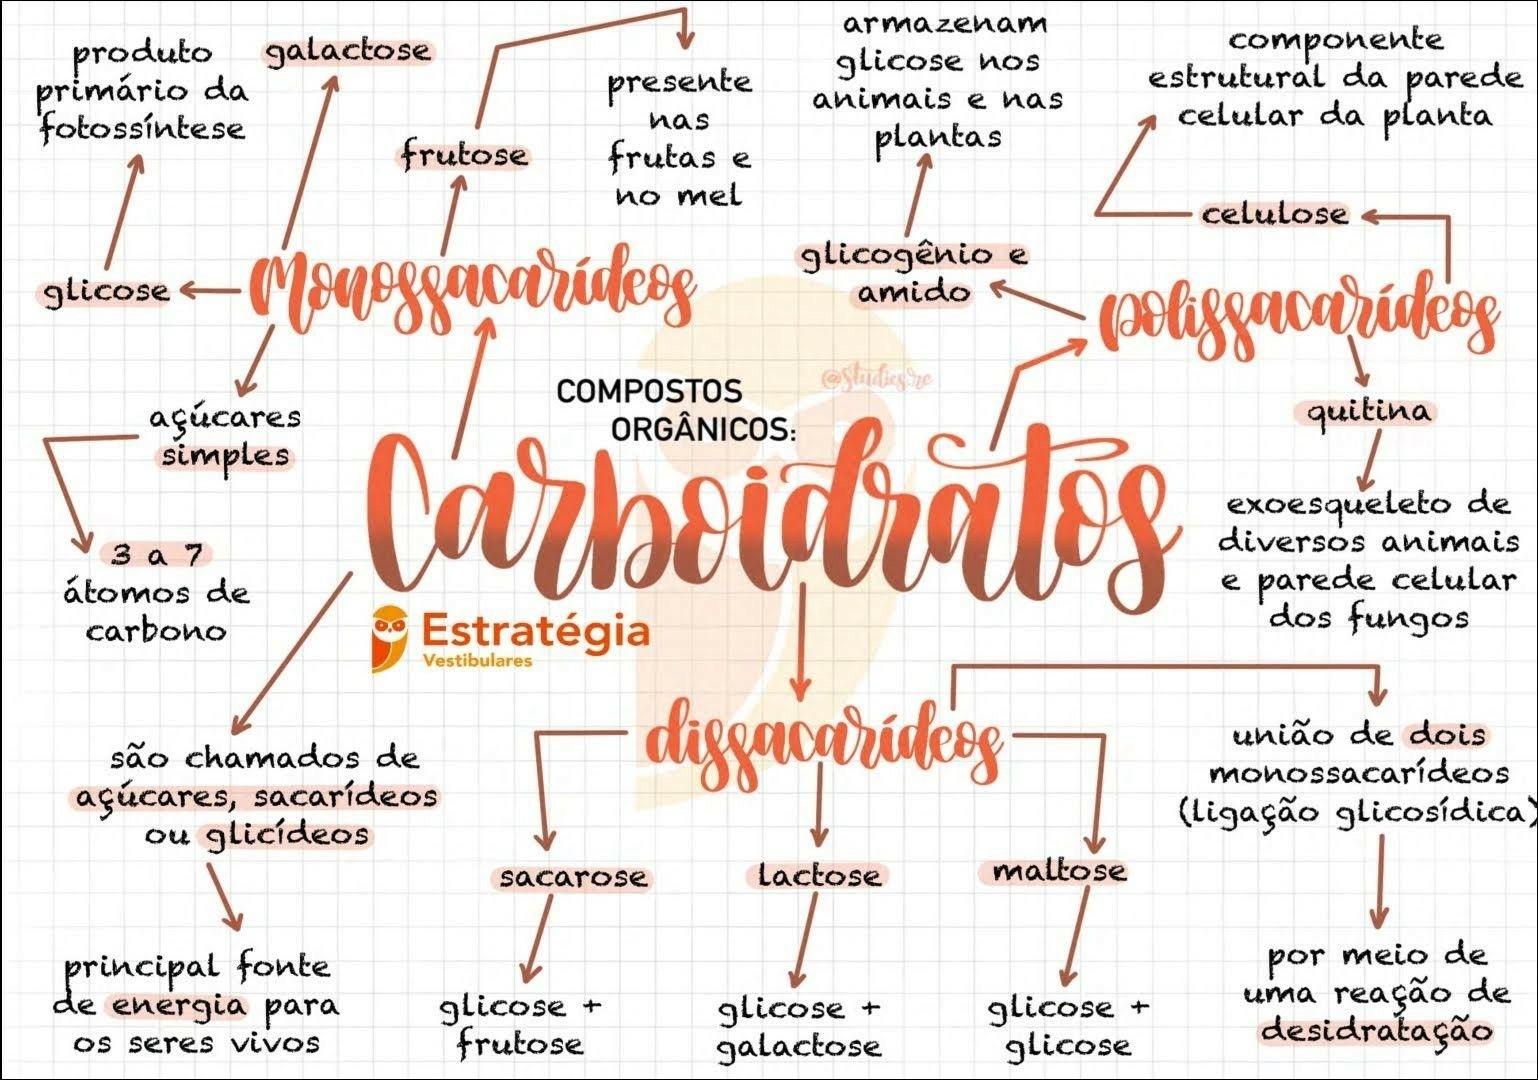 produto
primário da
fotossíntese
galactose
frutose
presente
nas
frutas e
no mel
armazenam
glicose nos
animais e nas
plantas
componente
estrutural da parede
celular da planta
celulose
glicose
Monossacarídeos
glicogênio e
amido
polissacarídeos
açúcares
simples
3 a 7
átomos de
carbono
COMPOSTOS
ORGÂNICOS:
@studies.re
Carboidratos
Estratégia
Vestibulares
quitina
exoesqueleto de
diversos animais
e parede celular
dos fungos
são chamados de
açúcares, sacarídeos
ou glicídeos
principal fonte
de energia para
os seres vivos
dissacarídeos
sacarose
glicose +
frutose
lactose
glicose +
galactose
maltose
glicose +
glicose
união de dois
monossacarídeos
(ligação glicosídica)
por meio de
uma reação de
desidratação